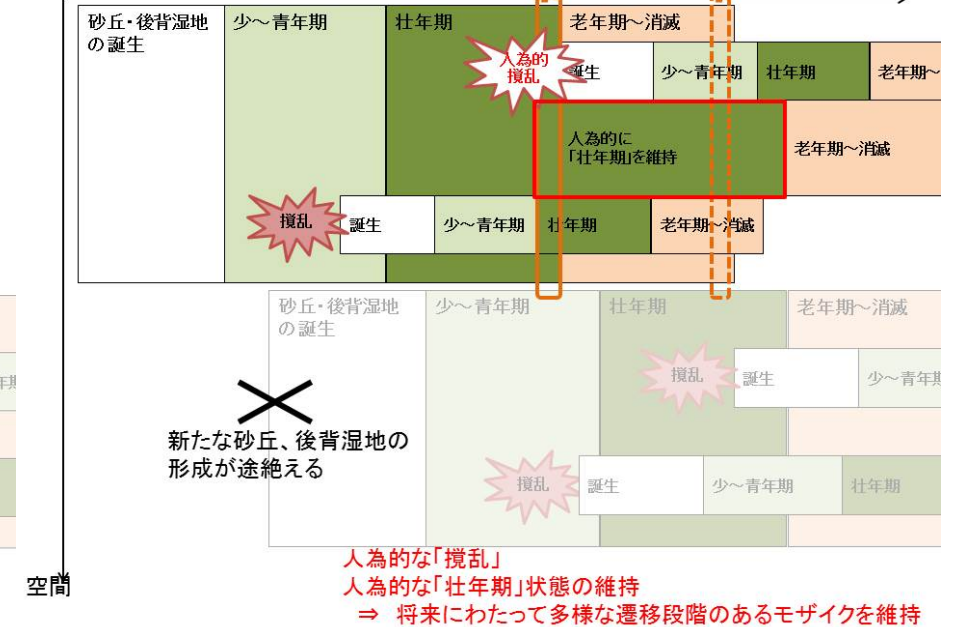 砂丘・後背湿地
の誕生
少～青年期
壮年期
老年期～消滅
人為的
攪乱
誕生
少～青年期
壮年期
老年期～
人為的に
「壮年期」を維持
老年期～消滅
攪乱
誕生
少～青年期
壮年期
老年期～消滅
砂丘・後背湿地
の誕生
少～青年期
壮年期
老年期～消滅
攪乱
誕生
少～青年期
新たな砂丘、後背湿地の
形成が途絶える
攪乱
誕生
少～青年期
壮年期
空間
人為的な「攪乱」
人為的な「壮年期」状態の維持
⇒ 将来にわたって多様な遷移段階のあるモザイクを維持